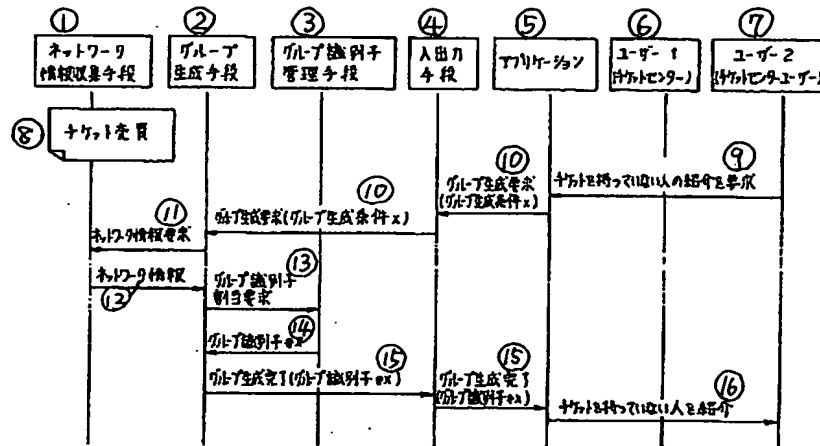 ① ② ③ ④ ⑤ ⑥ ⑦
ネットワーク
情報収集手段
グループ
生成手段
グループ識別子
管理手段
入出力
手段
アプリケーション
ユーザー1
(チケットセンター)
ユーザー2
(チケットセンターユーザー)
⑧ チケット売買
⑨
チケットを持っていない人の紹介を要求
⑩
グループ生成要求
(グループ生成条件x)
⑩
グループ生成要求(グループ生成条件x)
⑪
ネットワーク情報要求
ネットワーク情報
⑫
⑬
グループ識別子
割当要求
⑭
グループ識別子#x
⑮
グループ生成完了(グループ識別子#x)
⑮
グループ生成完了
(グループ識別子#x)
⑯
チケットを持っていない人を紹介